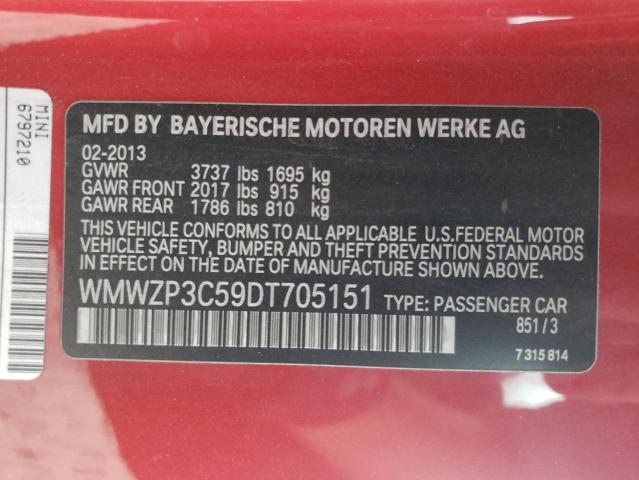 MFD BY BAYERISCHE MOTOREN WERKE AG
02-2013
GVWR 3737 lbs 1695 kg
GAWR FRONT 2017 lbs 915 kg
GAWR REAR 1786 lbs 810 kg
THIS VEHICLE CONFORMS TO ALL APPLICABLE U.S. FEDERAL MOTOR
VEHICLE SAFETY, BUMPER AND THEFT PREVENTION STANDARDS
IN EFFECT ON THE DATE OF MANUFACTURE SHOWN ABOVE.
WMWZP3C59DT705151 TYPE: PASSENGER CAR
851 / 3
7 315 814
MINI
6797210